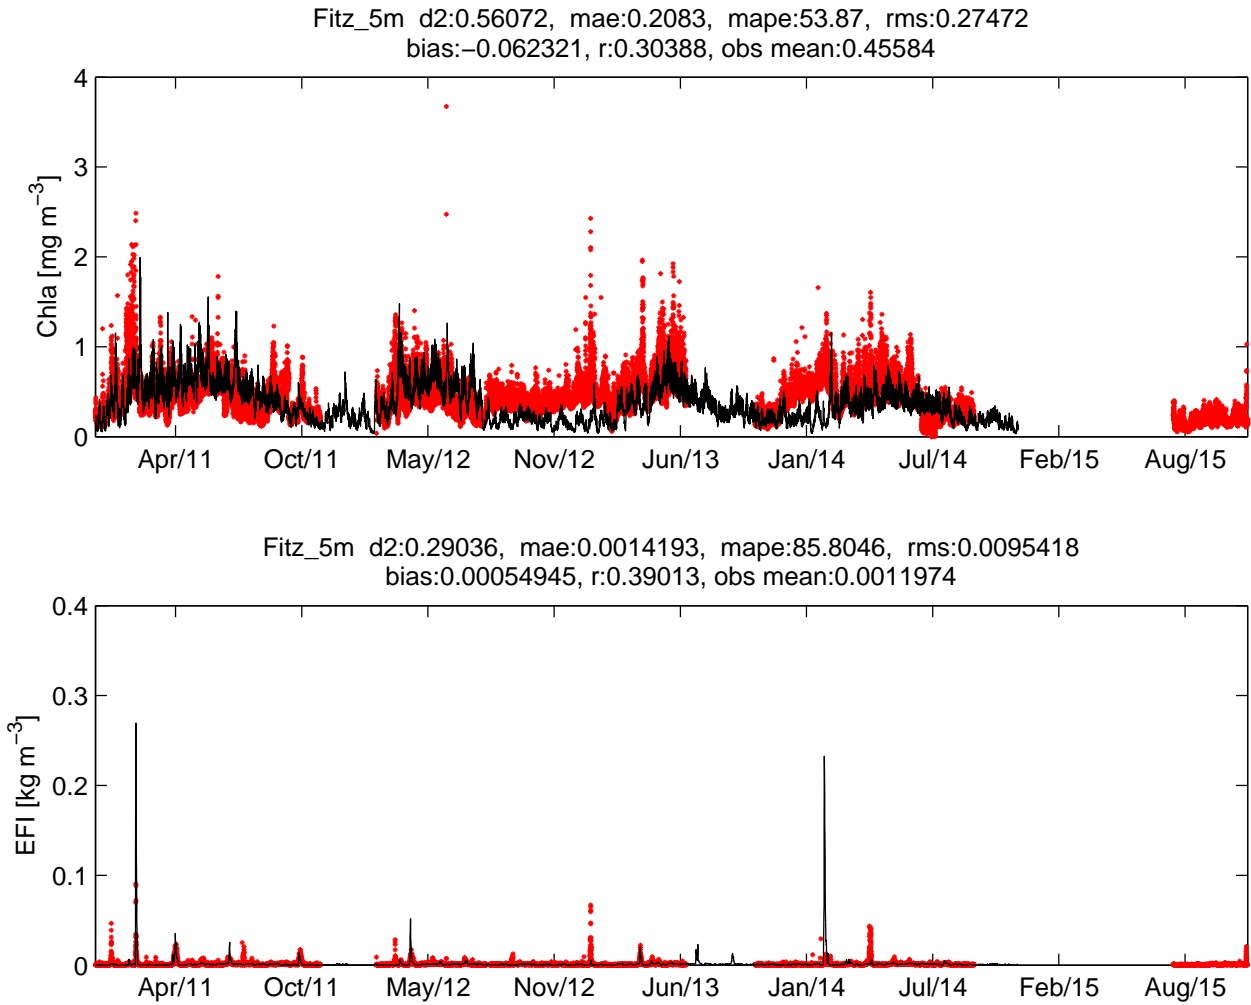 Fitz_5m  d2:0.56072,  mae:0.2083,  mape:53.87,  rms:0.27472
bias:−0.062321, r:0.30388, obs mean:0.45584
Chla [mg m−3]
4
3
2
1
0
Apr/11 Oct/11 May/12 Nov/12 Jun/13 Jan/14 Jul/14 Feb/15 Aug/15
Fitz_5m  d2:0.29036,  mae:0.0014193,  mape:85.8046,  rms:0.0095418
bias:0.00054945, r:0.39013, obs mean:0.0011974
EFI [kg m−3]
0.4
0.3
0.2
0.1
0
Apr/11 Oct/11 May/12 Nov/12 Jun/13 Jan/14 Jul/14 Feb/15 Aug/15